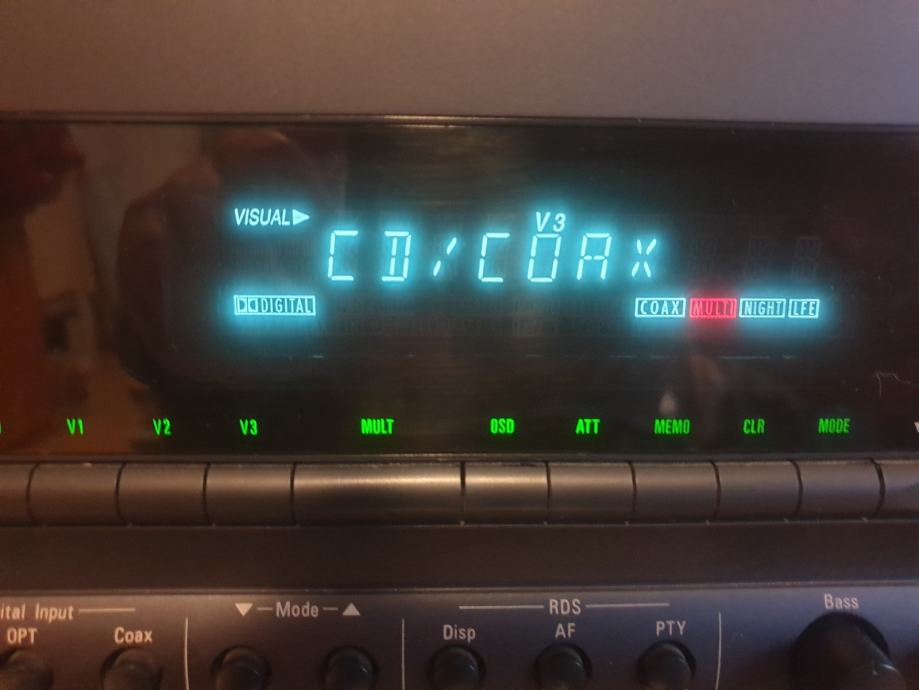 V3
VISUAL
CD/COAX
DIGITAL COAX MULTI NIGHT LFE
V1 V2 V3 MULT OSD ATT MEMO CLR MODE
ital Input Mode RDS Bass
OPT Coax Disp AF PTY